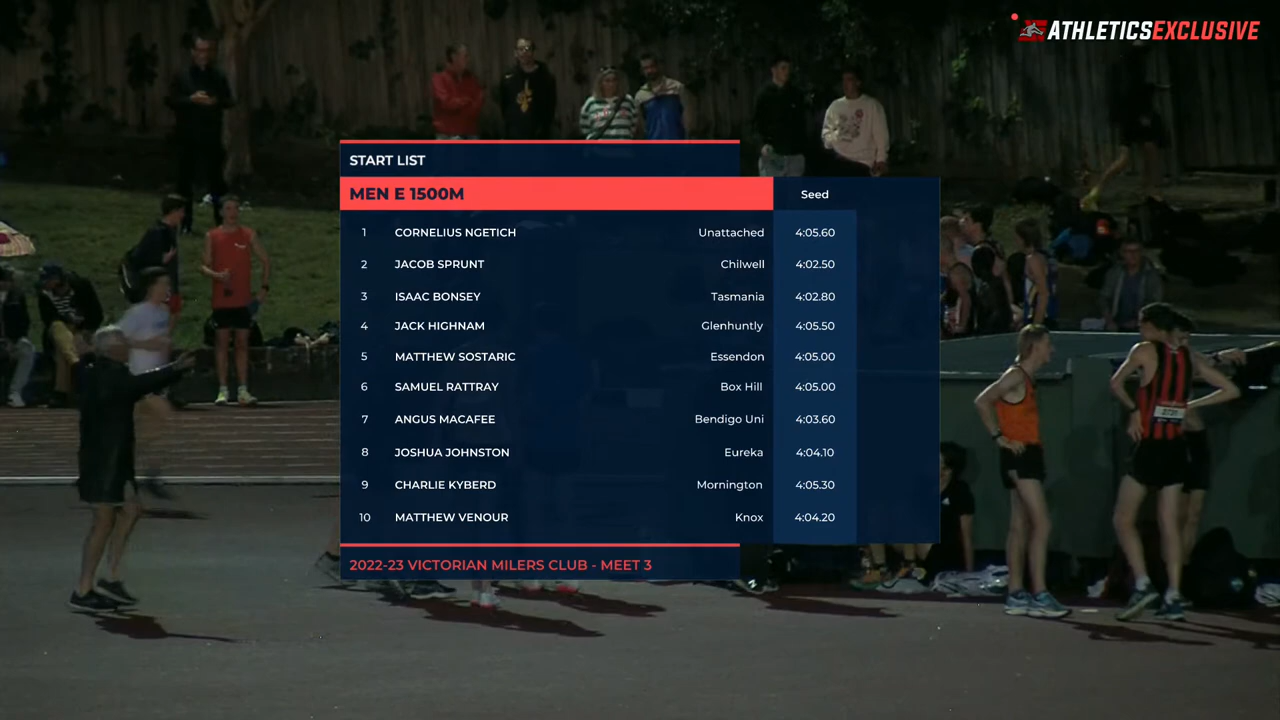 ATHLETICSEXCLUSIVE
START LIST
MEN E 1500M Seed
1 CORNELIUS NGETICH Unattached 4:05.60
2 JACOB SPRUNT Chilwell 4:02.50
3 ISAAC BONSEY Tasmania 4:02.80
4 JACK HIGHNAM Glenhuntly 4:05.50
5 MATTHEW SOSTARIC Essendon 4:05.00
6 SAMUEL RATTRAY Box Hill 4:05.00
7 ANGUS MACAFEE Bendigo Uni 4:03.60
8 JOSHUA JOHNSTON Eureka 4:04.10
9 CHARLIE KYBERD Mornington 4:05.30
10 MATTHEW VENOUR Knox 4:04.20
2022-23 VICTORIAN MILERS CLUB - MEET 3